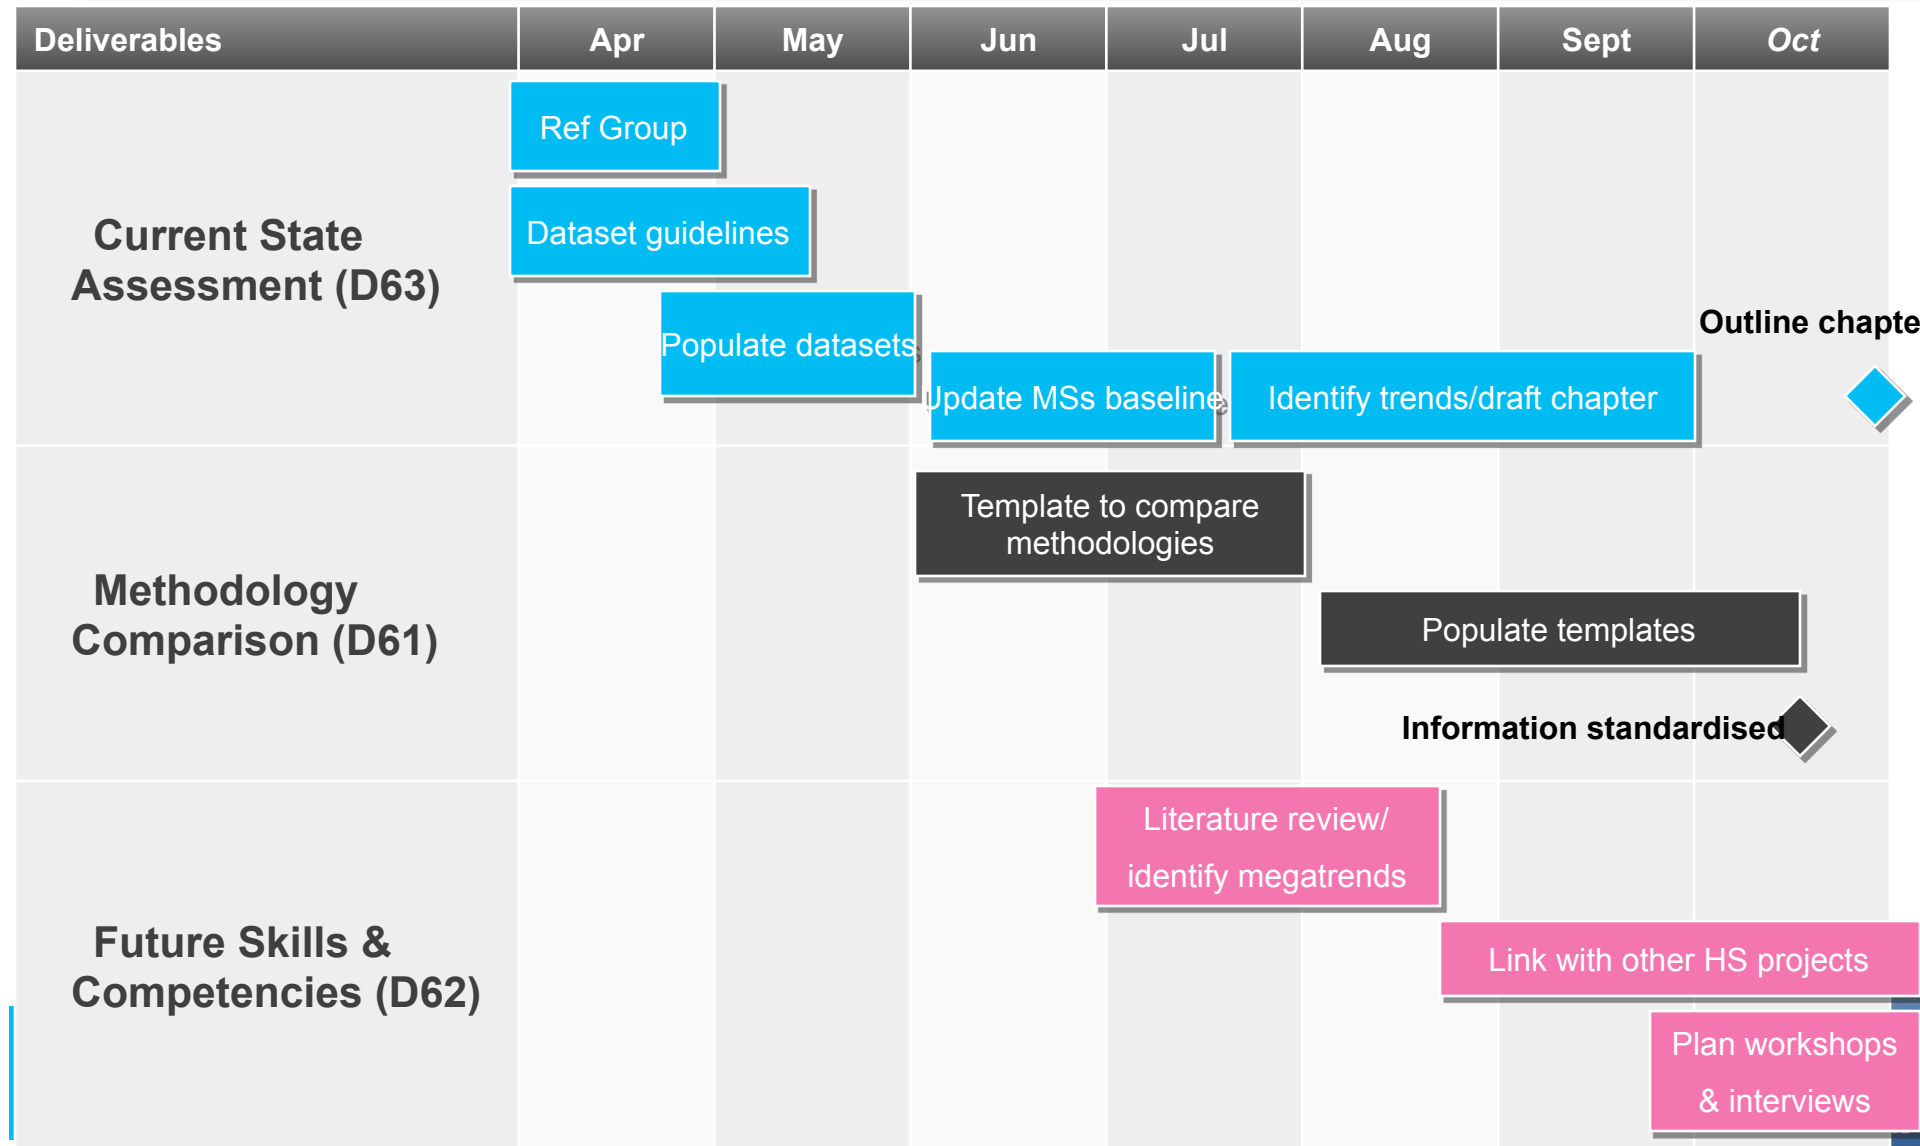 Deliverables Apr May Jun Jul Aug Sept Oct
Current State
Assessment (D63)
Ref Group
Dataset guidelines
Populate datasets
Update MSs baseline
Identify trends/draft chapter
Outline chapte
Methodology
Comparison (D61)
Template to compare
methodologies
Populate templates
Information standardised
Future Skills &
Competencies (D62)
Literature review/
identify megatrends
Link with other HS projects
Plan workshops
& interviews